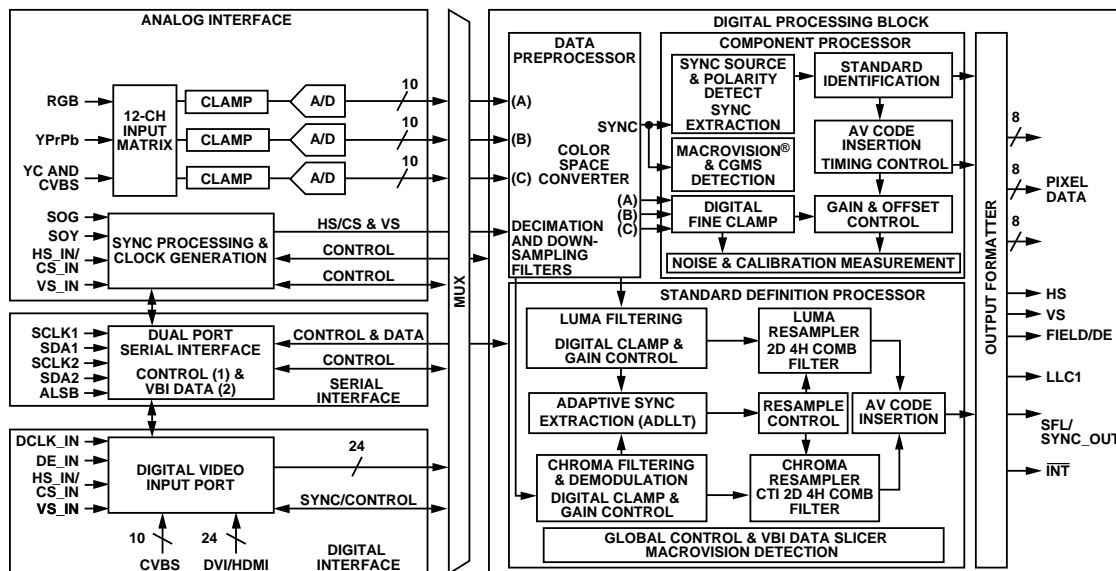 ANALOG INTERFACE
RGB
YPrPb
YC AND
CVBS
12-CH
INPUT
MATRIX
CLAMP
A/D
10
CLAMP
A/D
10
CLAMP
A/D
10
SOG
SOY
HS_IN/
CS_IN
VS_IN
SYNC PROCESSING &
CLOCK GENERATION
HS/CS & VS
CONTROL
CONTROL
SCLK1
SDA1
SCLK2
SDA2
ALSB
DUAL PORT
SERIAL INTERFACE
CONTROL (1) &
VBI DATA (2)
CONTROL & DATA
CONTROL
SERIAL
INTERFACE
DCLK_IN
DE_IN
HS_IN/
CS_IN
VS_IN
DIGITAL VIDEO
INPUT PORT
24
SYNC/CONTROL
10
CVBS
24
DVI/HDMI
DIGITAL
INTERFACE
MUX
DIGITAL PROCESSING BLOCK
DATA
PREPROCESSOR
(A)
(B)
(C)
SYNC
COLOR
SPACE
CONVERTER
(A)
(B)
(C)
DECIMATION
AND DOWN-
SAMPLING
FILTERS
COMPONENT PROCESSOR
SYNC SOURCE
& POLARITY
DETECT
SYNC
EXTRACTION
STANDARD
IDENTIFICATION
MACROVISION®
& CGMS
DETECTION
AV CODE
INSERTION
TIMING CONTROL
DIGITAL
FINE CLAMP
GAIN & OFFSET
CONTROL
NOISE & CALIBRATION MEASUREMENT
STANDARD DEFINITION PROCESSOR
LUMA FILTERING
DIGITAL CLAMP &
GAIN CONTROL
LUMA
RESAMPLER
2D 4H COMB
FILTER
ADAPTIVE SYNC
EXTRACTION (ADLLT)
RESAMPLE
CONTROL
AV CODE
INSERTION
CHROMA FILTERING
& DEMODULATION
DIGITAL CLAMP &
GAIN CONTROL
CHROMA
RESAMPLER
CTI 2D 4H COMB
FILTER
GLOBAL CONTROL & VBI DATA SLICER
MACROVISION DETECTION
OUTPUT FORMATTER
8
8
8
PIXEL
DATA
HS
VS
FIELD/DE
LLC1
SFL/
SYNC_OUT
INT